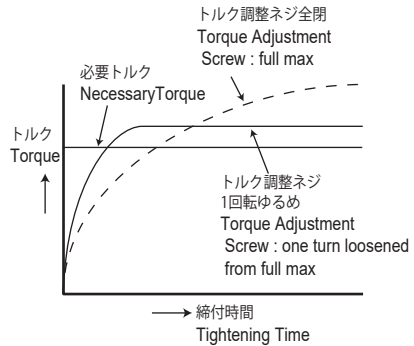 トルク調整ネジ全閉
Torque Adjustment
Screw : full max
必要トルク
NecessaryTorque
トルク
Torque
トルク調整ネジ
1回転ゆるめ
Torque Adjustment
Screw : one turn loosened
from full max
締付時間
Tightening Time